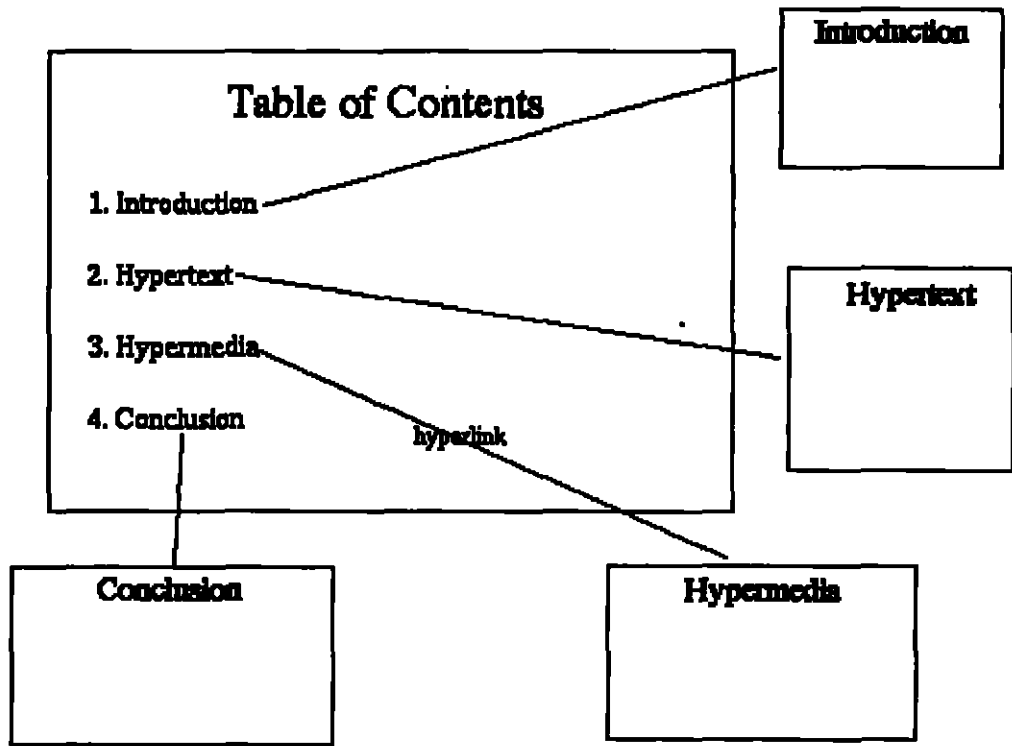 Table of Contents
1. Introduction
2. Hypertext
3. Hypermedia
4. Conclusion
hyperlink
Introduction
Hypertext
Conclusion
Hypermedia